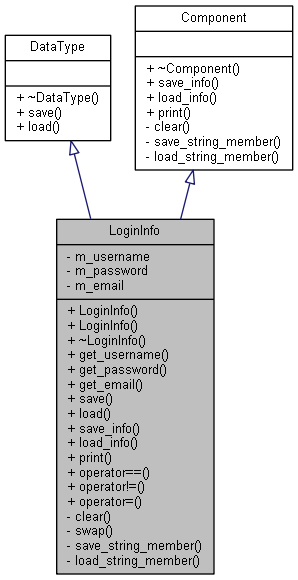 DataType
+ ~DataType()
+ save()
+ load()
Component
+ ~Component()
+ save_info()
+ load_info()
+ print()
- clear()
- save_string_member()
- load_string_member()
LoginInfo
- m_username
- m_password
- m_email
+ LoginInfo()
+ LoginInfo()
+ ~LoginInfo()
+ get_username()
+ get_password()
+ get_email()
+ save()
+ load()
+ save_info()
+ load_info()
+ print()
+ operator==()
+ operator!=()
+ operator=()
- clear()
- swap()
- save_string_member()
- load_string_member()